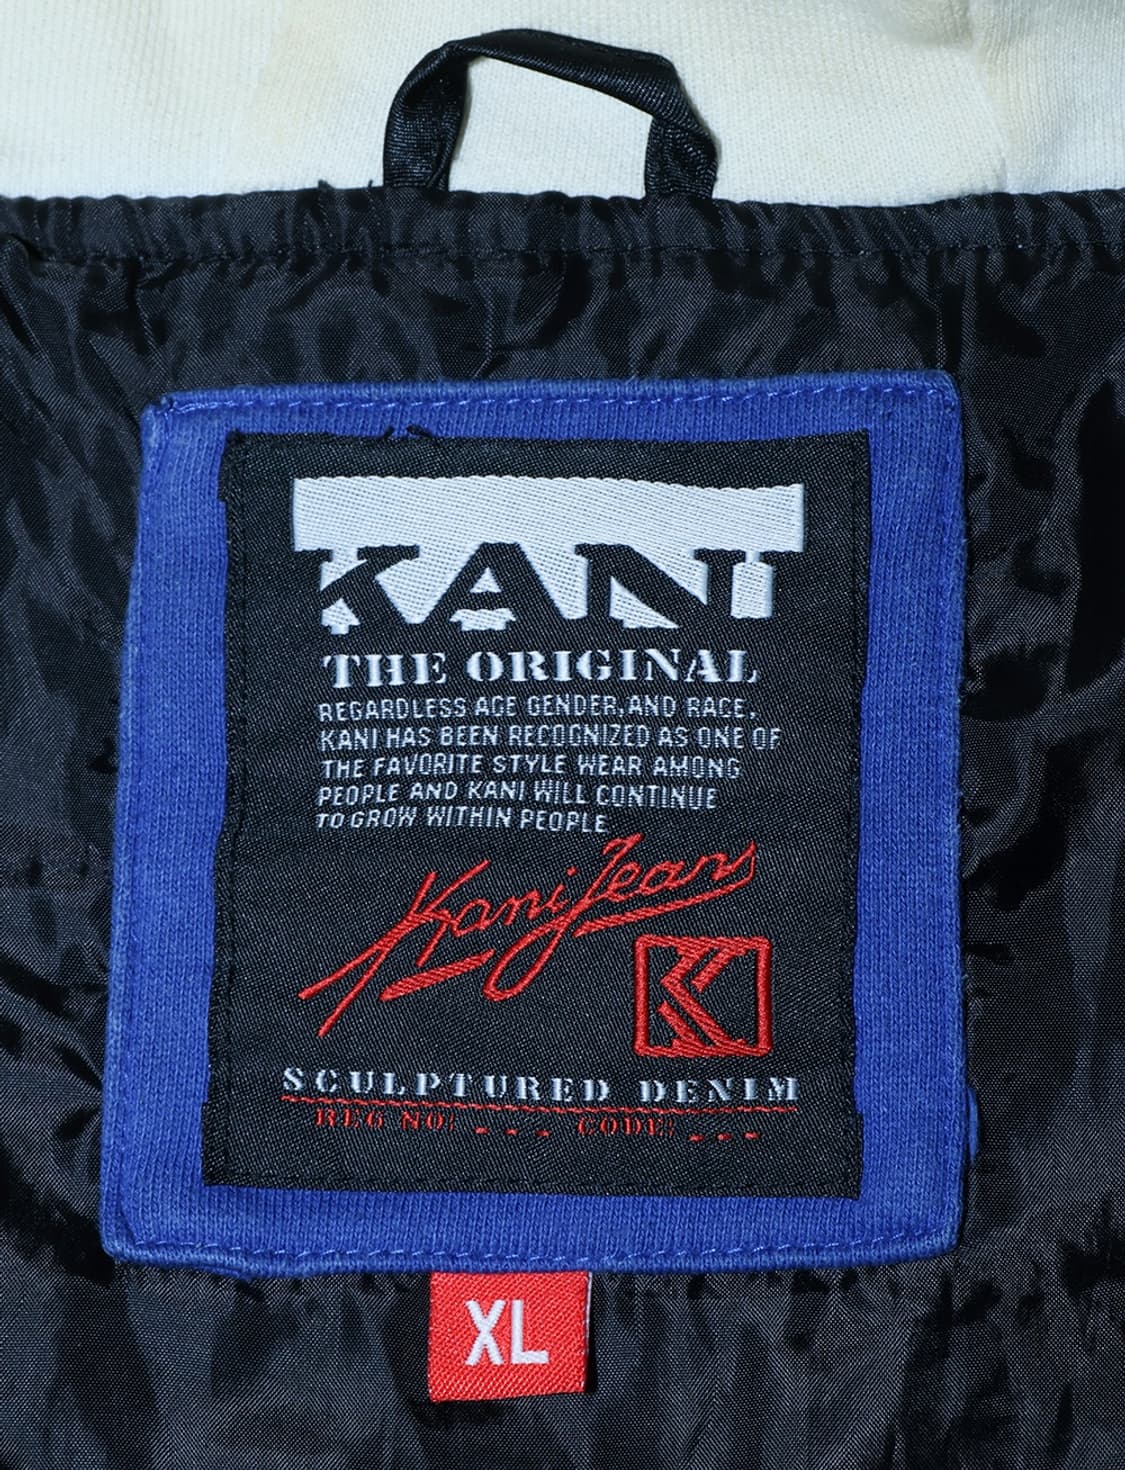 KANI
THE ORIGINAL
REGARDLESS AGE GENDER, AND RACE,
KANI HAS BEEN RECOGNIZED AS ONE OF
THE FAVORITE STYLE WEAR AMONG
PEOPLE AND KANI WILL CONTINUE
TO GROW WITHIN PEOPLE
Kani Jeans
K
SCULPTURED DENIM
REG NO: - - - CODE: - - -
XL